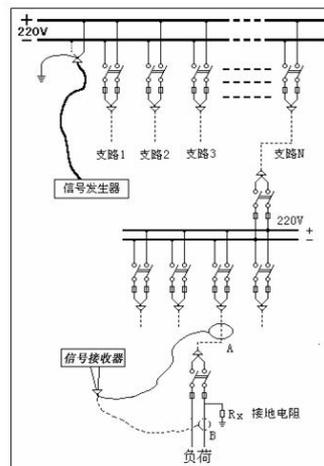 +
220V
−
支路1 支路2 支路3 支路N
信号发生器
220V +
−
A
信号接收器
Rx 接地电阻
B
负荷